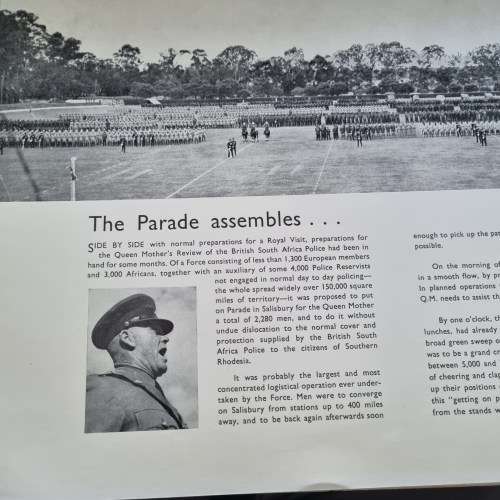 The Parade assembles . . .
SIDE BY SIDE with normal preparations for a Royal Visit, preparations for
the Queen Mother's Review of the British South Africa Police had been in
hand for some months. Of a Force consisting of less than 1,300 European members
and 3,000 Africans, together with an auxiliary of some 4,000 Police Reservists
not engaged in normal day to day policing—
the whole spread widely over 150,000 square
miles of territory—it was proposed to put
on Parade in Salisbury for the Queen Mother
a total of 2,280 men, and to do it without
undue dislocation to the normal cover and
protection supplied by the British South
Africa Police to the citizens of Southern
Rhodesia.
It was probably the largest and most
concentrated logistical operation ever under-
taken by the Force. Men were to converge
on Salisbury from stations up to 400 miles
away, and to be back again afterwards soon
enough to pick up the
possible.
On the morning of
in a smooth flow, by
In planned operations
Q.M. needs to assist th
By one o'clock, th
lunches, had already
broad green sweep o
was to be a grand
between 5,000 and
of cheering and clap
up their positions
this "getting on p
from the stands w